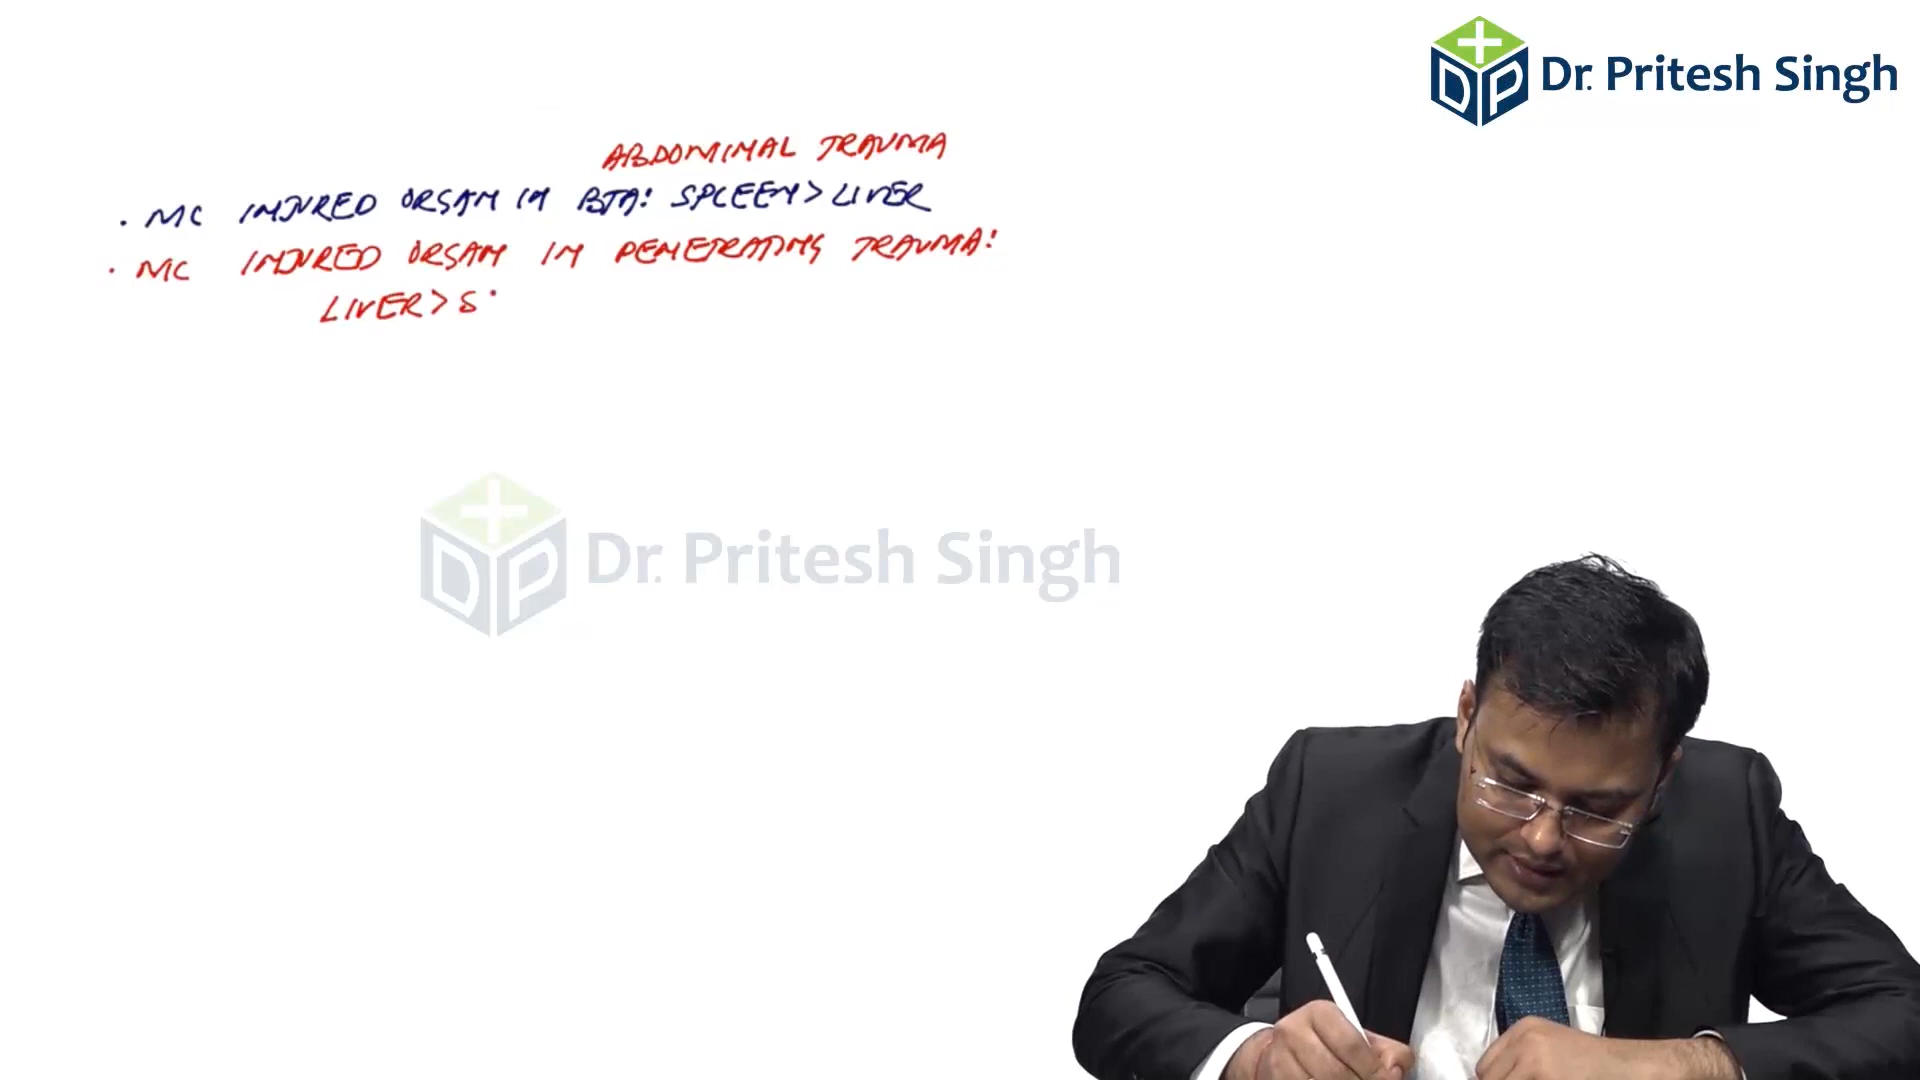 Dr. Pritesh Singh
ABDOMINAL TRAUMA
. MC INJURED ORGAN IN BTA: SPLEEN > LIVER
. MC INJURED ORGAN IN PENETRATING TRAUMA:
LIVER > S
DP Dr. Pritesh Singh